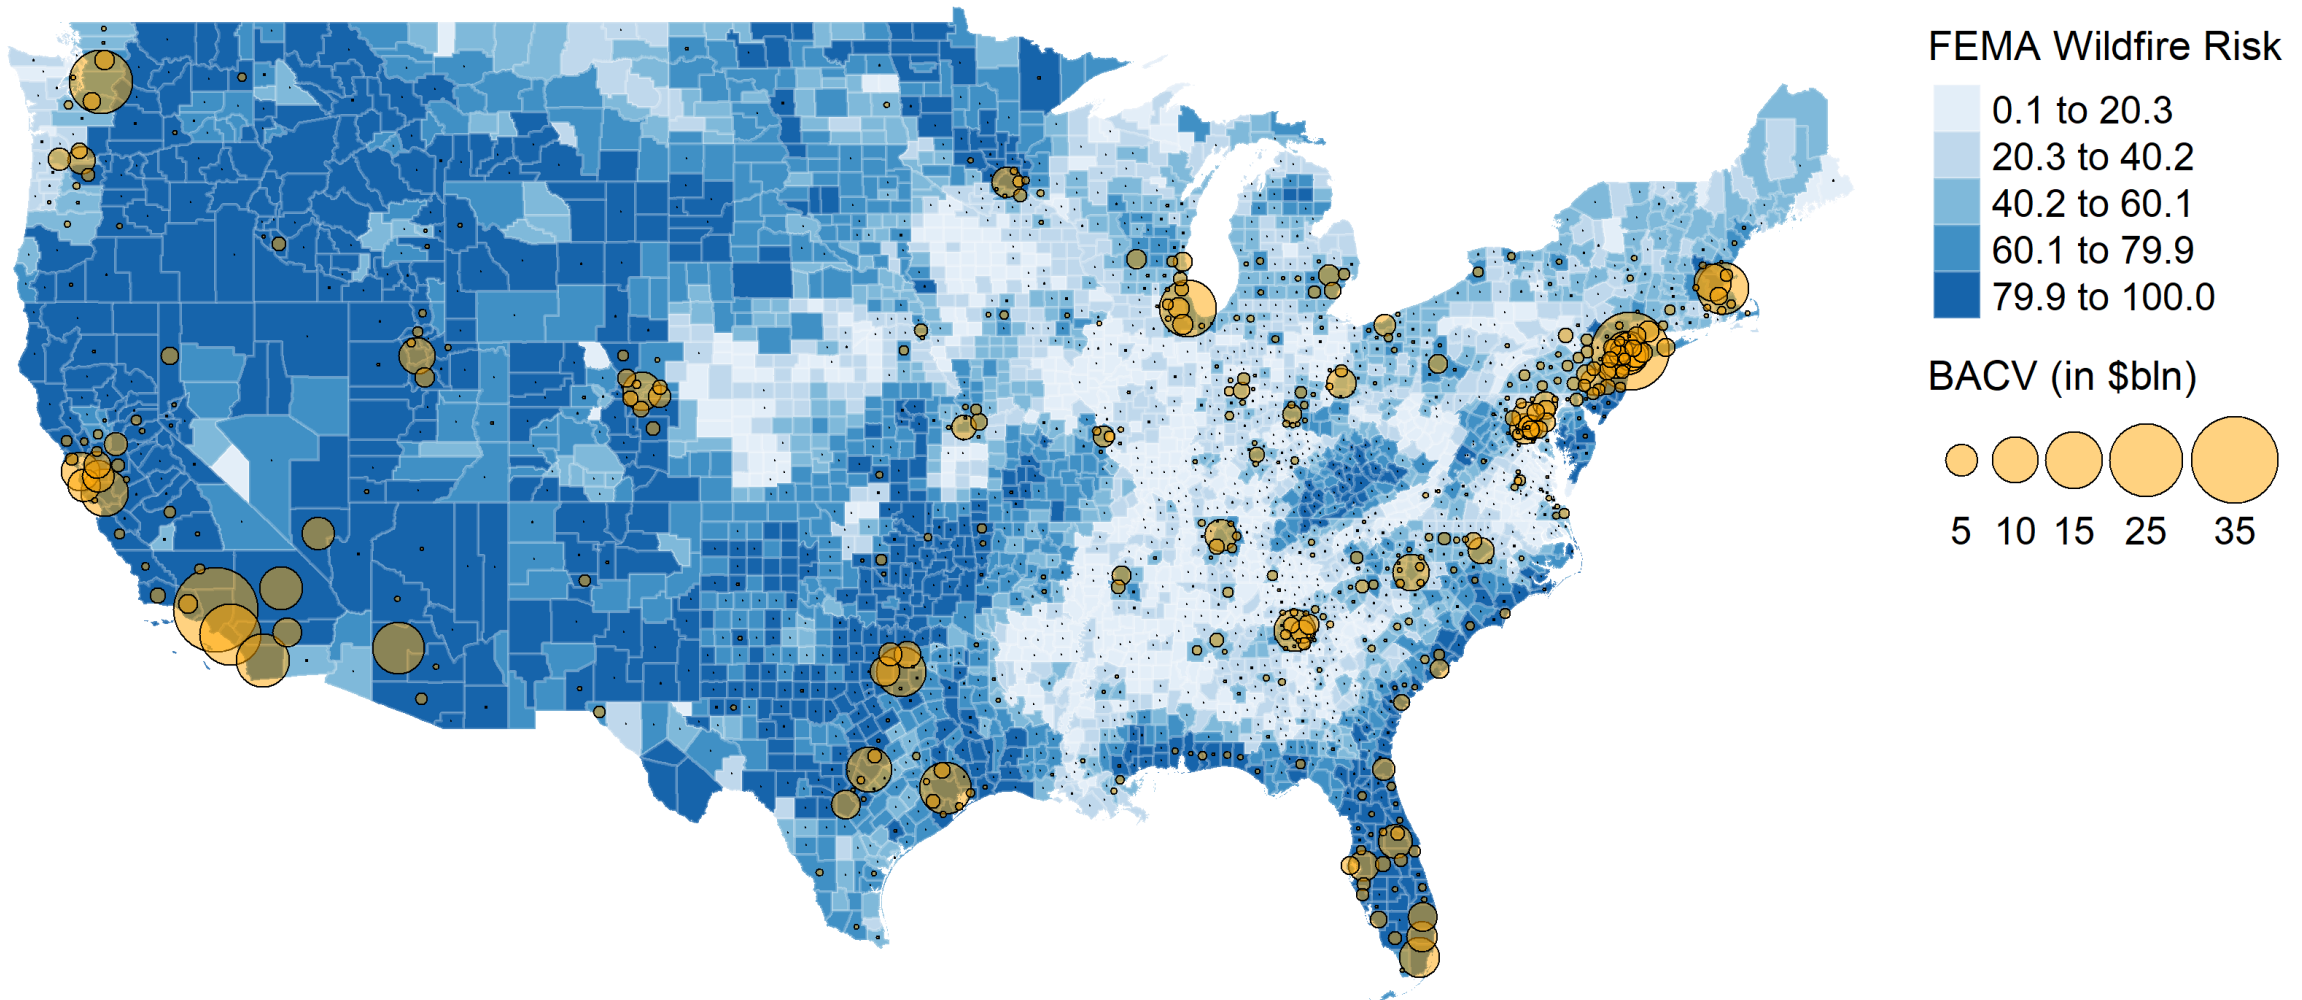 FEMA Wildfire Risk
0.1 to 20.3
20.3 to 40.2
40.2 to 60.1
60.1 to 79.9
79.9 to 100.0
BACV (in $bln)
5 10 15 25 35